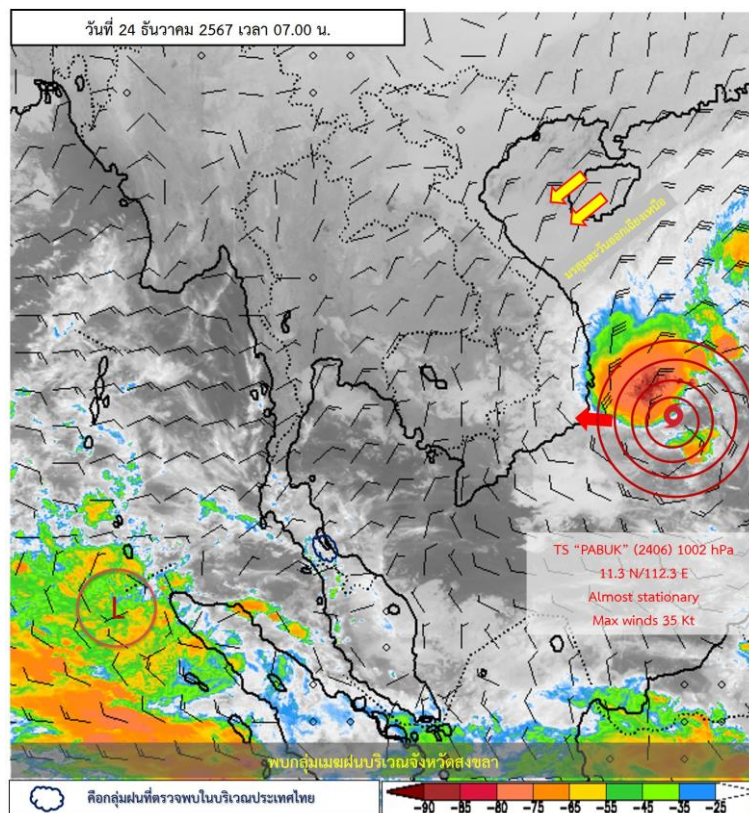 วันที่ 24 ธันวาคม 2567 เวลา 07.00 น.
มรสุมตะวันออกเฉียงเหนือ
TS “PABUK” (2406) 1002 hPa
11.3 N/112.3 E
Almost stationary
Max winds 35 Kt
L
พบกลุ่มเมฆฝนบริเวณจังหวัดสงขลา
คือกลุ่มฝนที่ตรวจพบในบริเวณประเทศไทย
-90 -85 -80 -75 -65 -55 -45 -35 -25